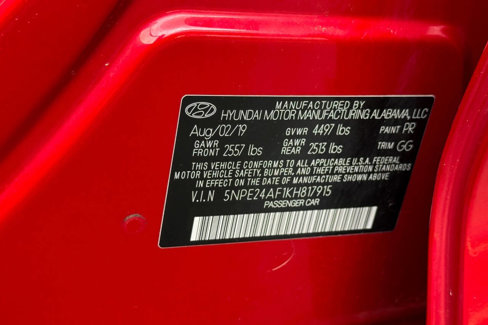 MANUFACTURED BY
HYUNDAI MOTOR MANUFACTURING ALABAMA, LLC
Aug/02/19 GVWR 4497 lbs PAINT PR
GAWR FRONT 2557 lbs GAWR REAR 2513 lbs TRIM GG
THIS VEHICLE CONFORMS TO ALL APPLICABLE U.S.A. FEDERAL
MOTOR VEHICLE SAFETY, BUMPER, AND THEFT PREVENTION STANDARDS
IN EFFECT ON THE DATE OF MANUFACTURE SHOWN ABOVE
V.I.N 5NPE24AF1KH817915
PASSENGER CAR